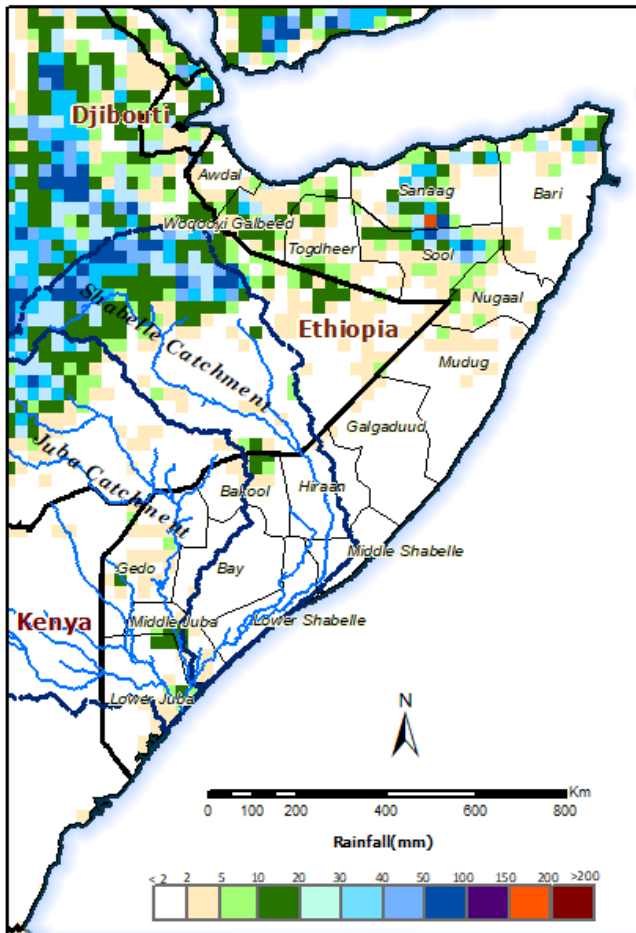 Djibouti
Awdal
Sanaag
Bari
Woqooyi Galbeed
Togdheer
Sool
Nugaal
Ethiopia
Shabelle Catchment
Mudug
Galgaduud
Juba Catchment
Bakool
Hiraan
Middle Shabelle
Gedo
Bay
Kenya
Middle Juba
Lower Shabelle
Lower Juba
N
Km
0 100 200 400 600 800
Rainfall(mm)
< 2 2 5 10 20 30 40 50 100 150 200 >200